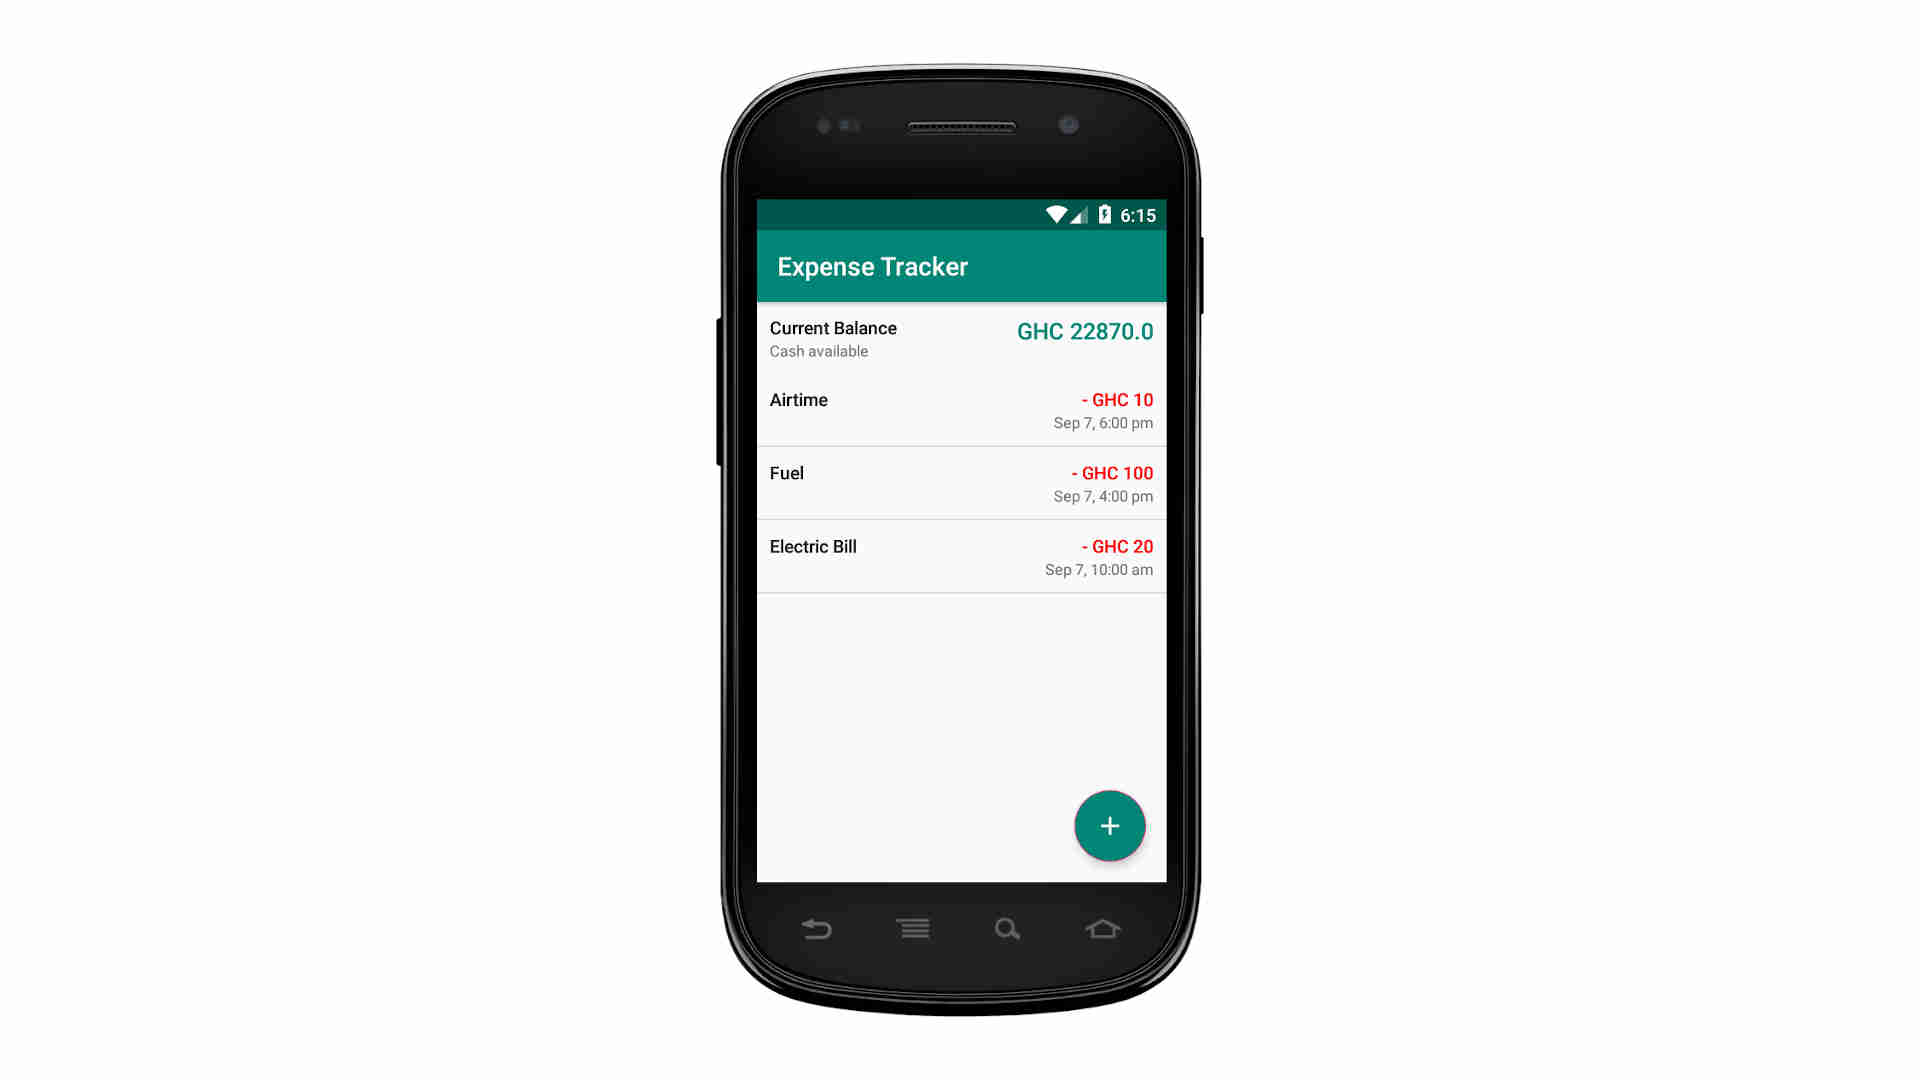 6:15
Expense Tracker
Current Balance GHC 22870.0
Cash available
Airtime - GHC 10
Sep 7, 6:00 pm
Fuel - GHC 100
Sep 7, 4:00 pm
Electric Bill - GHC 20
Sep 7, 10:00 am
+